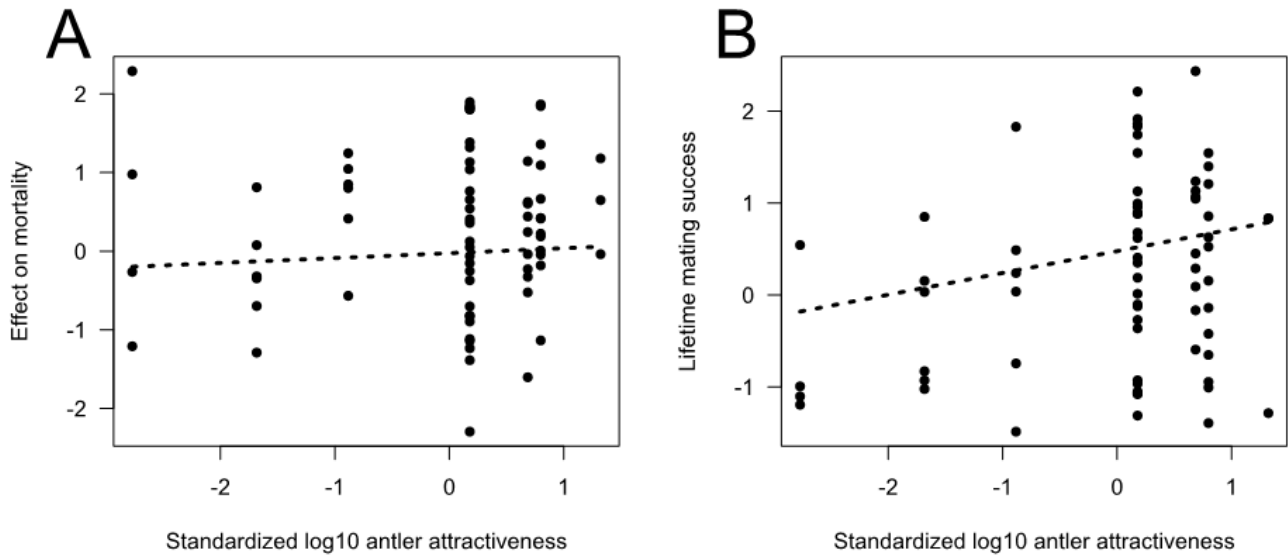 A
2
1
0
-1
-2
Effect on mortality
-2 -1 0 1
Standardized log10 antler attractiveness
B
2
1
0
-1
Lifetime mating success
-2 -1 0 1
Standardized log10 antler attractiveness